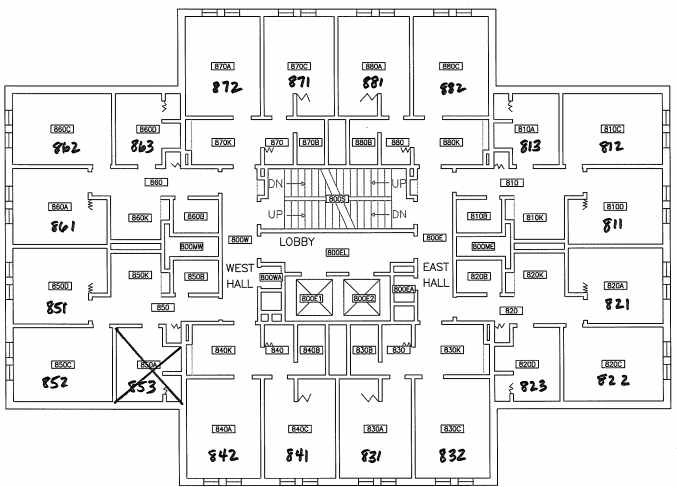 870A 870C 880A 880C
872 871 881 882
860C 860D 870K 870 870B 880B 880 880K 810A 810C
862 863 813 812
860 DN UP 810
860A 860K 860B 800S 810B 810K 810D
861 UP DN 811
800MW 800W LOBBY 800E 800ME
800EL
850D 850K 850B WEST HALL 800WA 800E1 800E2 800EA EAST HALL 820B 820K 820A
851 821
850 820
850C 850A 840K 840 840B 830B 830 830K 820D 820C
852 853 823 822
840A 840C 830A 830C
842 841 831 832